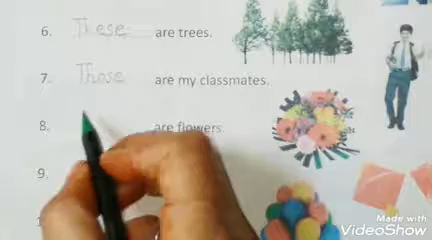 6. These are trees.
7. Those are my classmates.
8. are flowers.
9.
Made with
VideoShow